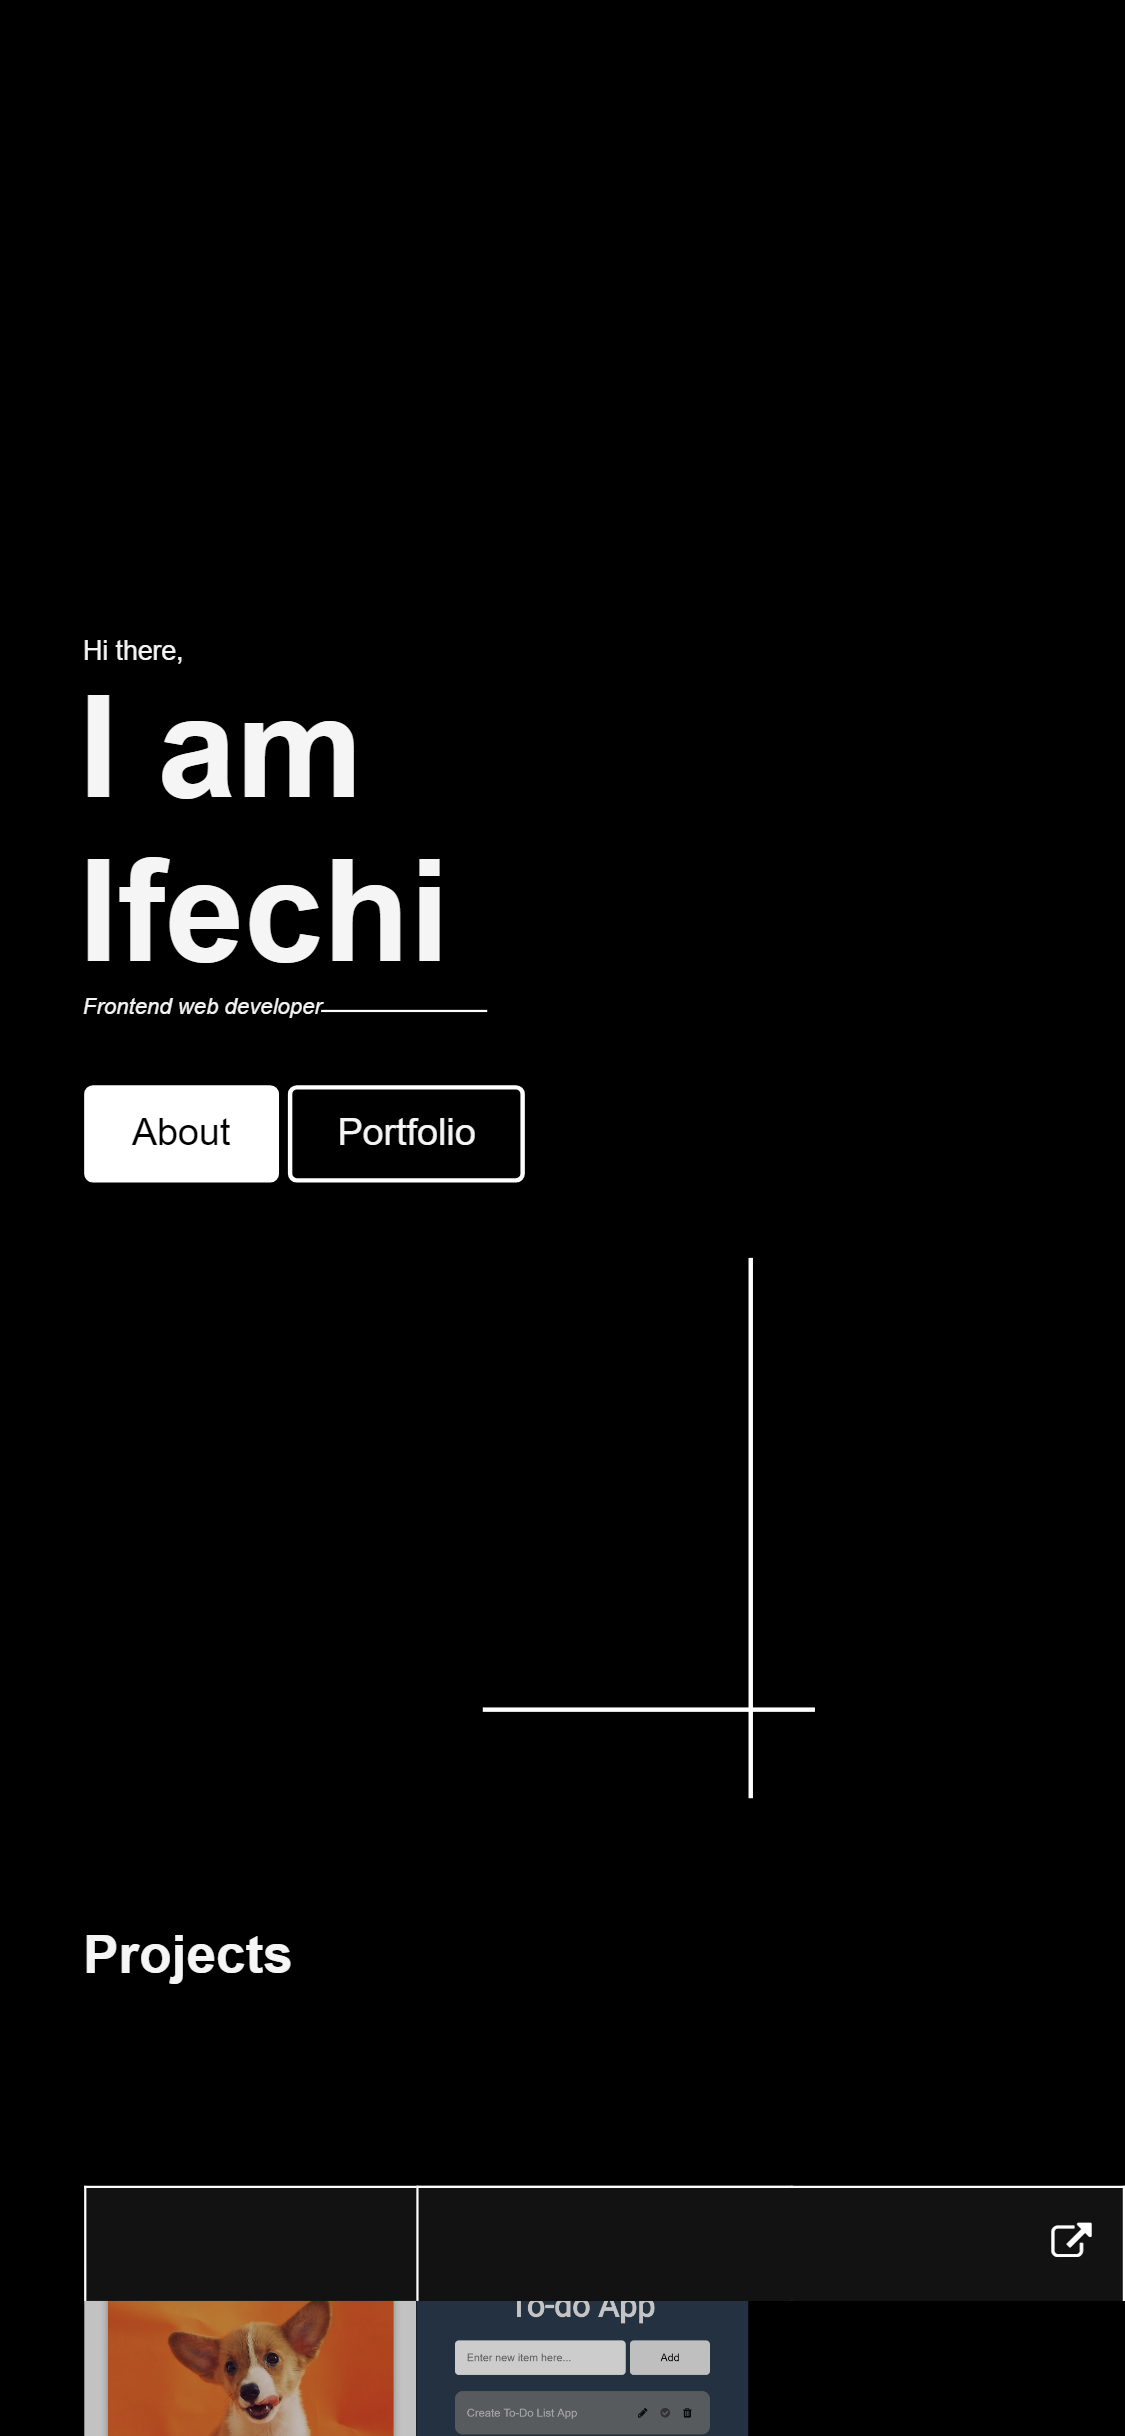 Hi there,
I am
Ifechi
Frontend web developer
About
Portfolio
Projects
To-do App
Enter new item here...
Add
Create To-Do List App